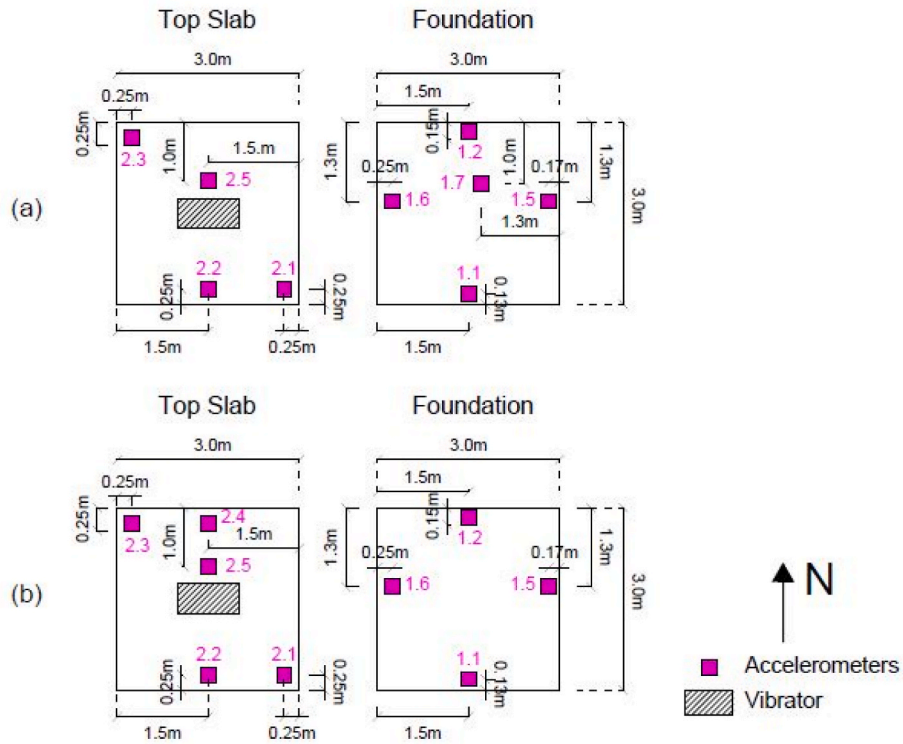 Top Slab
Foundation
3.0m
3.0m
0.25m
1.5m
0.25m
1.0m
1.5.m
1.3m
0.15m
1.0m
1.3m
2.3
2.5
1.2
0.25m
1.7
0.17m
1.6
1.5
3.0m
(a)
1.3m
2.2
2.1
1.1
0.25m
0.25m
0.13m
1.5m
0.25m
1.5m
Top Slab
Foundation
3.0m
3.0m
0.25m
1.5m
0.25m
2.4
1.0m
1.5m
1.3m
0.15m
1.3m
2.3
2.5
1.2
0.25m
0.17m
1.6
1.5
3.0m
(b)
N
2.2
2.1
1.1
0.25m
0.25m
0.13m
Accelerometers
Vibrator
1.5m
0.25m
1.5m